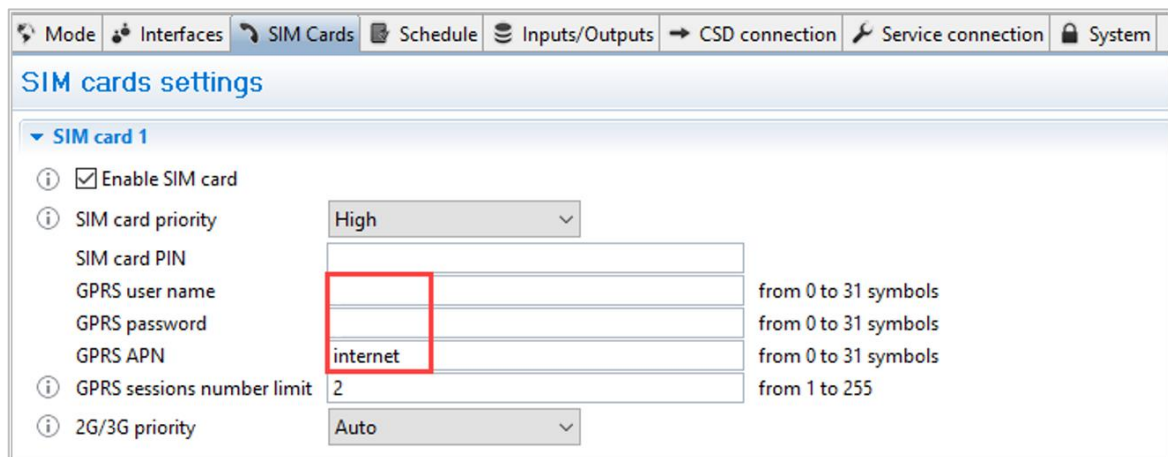 Mode Interfaces SIM Cards Schedule Inputs/Outputs CSD connection Service connection System
SIM cards settings
SIM card 1
Enable SIM card
SIM card priority High
SIM card PIN
GPRS user name from 0 to 31 symbols
GPRS password from 0 to 31 symbols
GPRS APN internet from 0 to 31 symbols
GPRS sessions number limit 2 from 1 to 255
2G/3G priority Auto